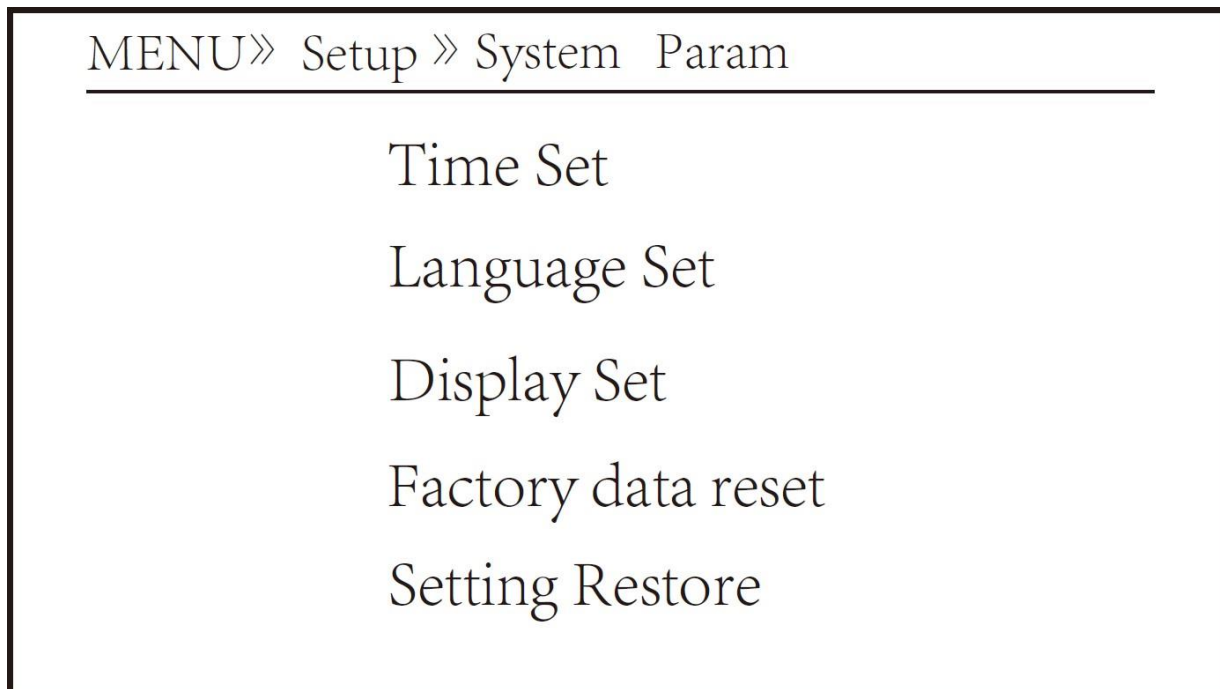 MENU» Setup » System Param
Time Set
Language Set
Display Set
Factory data reset
Setting Restore